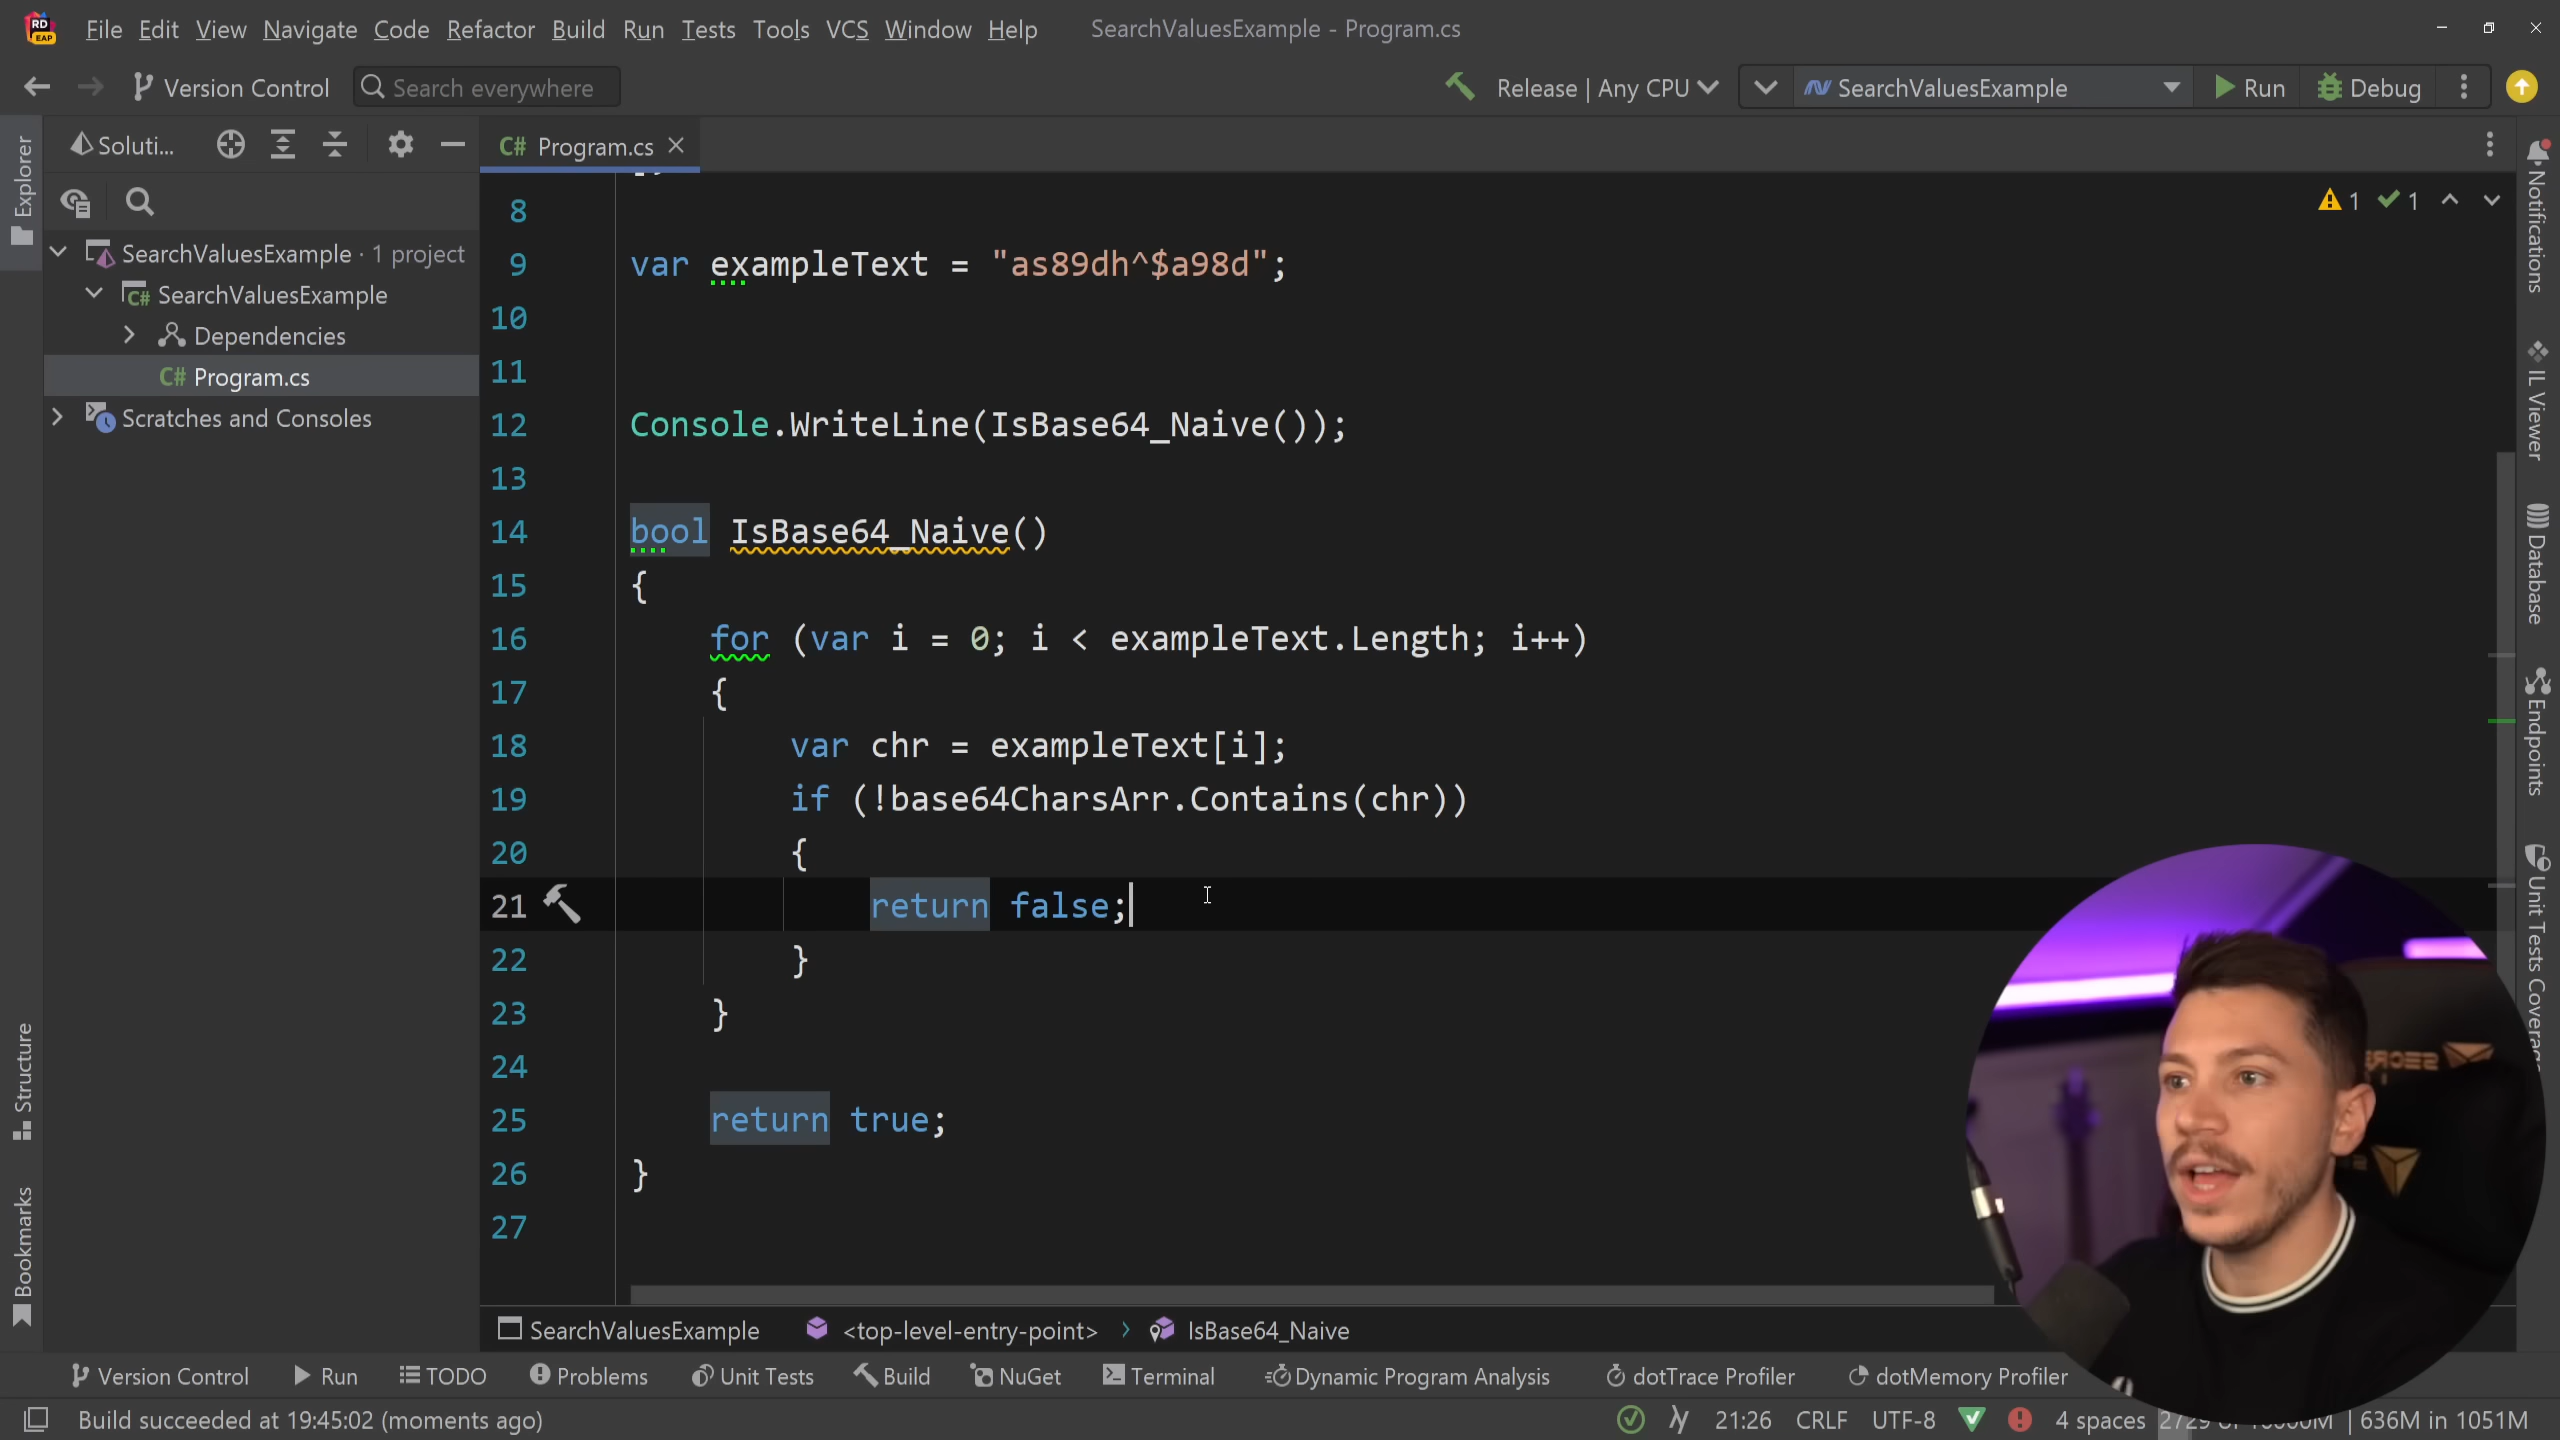 File Edit View Navigate Code Refactor Build Run Tests Tools VCS Window Help SearchValuesExample - Program.cs
Version Control Search everywhere Release | Any CPU SearchValuesExample Run Debug
Soluti... C# Program.cs
Explorer
SearchValuesExample · 1 project
C# SearchValuesExample
Dependencies
C# Program.cs
Scratches and Consoles
1 1
8
9 var exampleText = "as89dh^$a98d";
10
11
12 Console.WriteLine(IsBase64_Naive());
13
14 bool IsBase64_Naive()
15 {
16 for (var i = 0; i < exampleText.Length; i++)
17 {
18 var chr = exampleText[i];
19 if (!base64CharsArr.Contains(chr))
20 {
21 return false;
22 }
23 }
24
25 return true;
26 }
27
Structure
Bookmarks
Notifications
IL Viewer
Database
Endpoints
Unit Tests Coverage
SearchValuesExample <top-level-entry-point> › IsBase64_Naive
Version Control Run TODO Problems Unit Tests Build NuGet Terminal Dynamic Program Analysis dotTrace Profiler dotMemory Profiler
Build succeeded at 19:45:02 (moments ago) 21:26 CRLF UTF-8 4 spaces 636M in 1051M